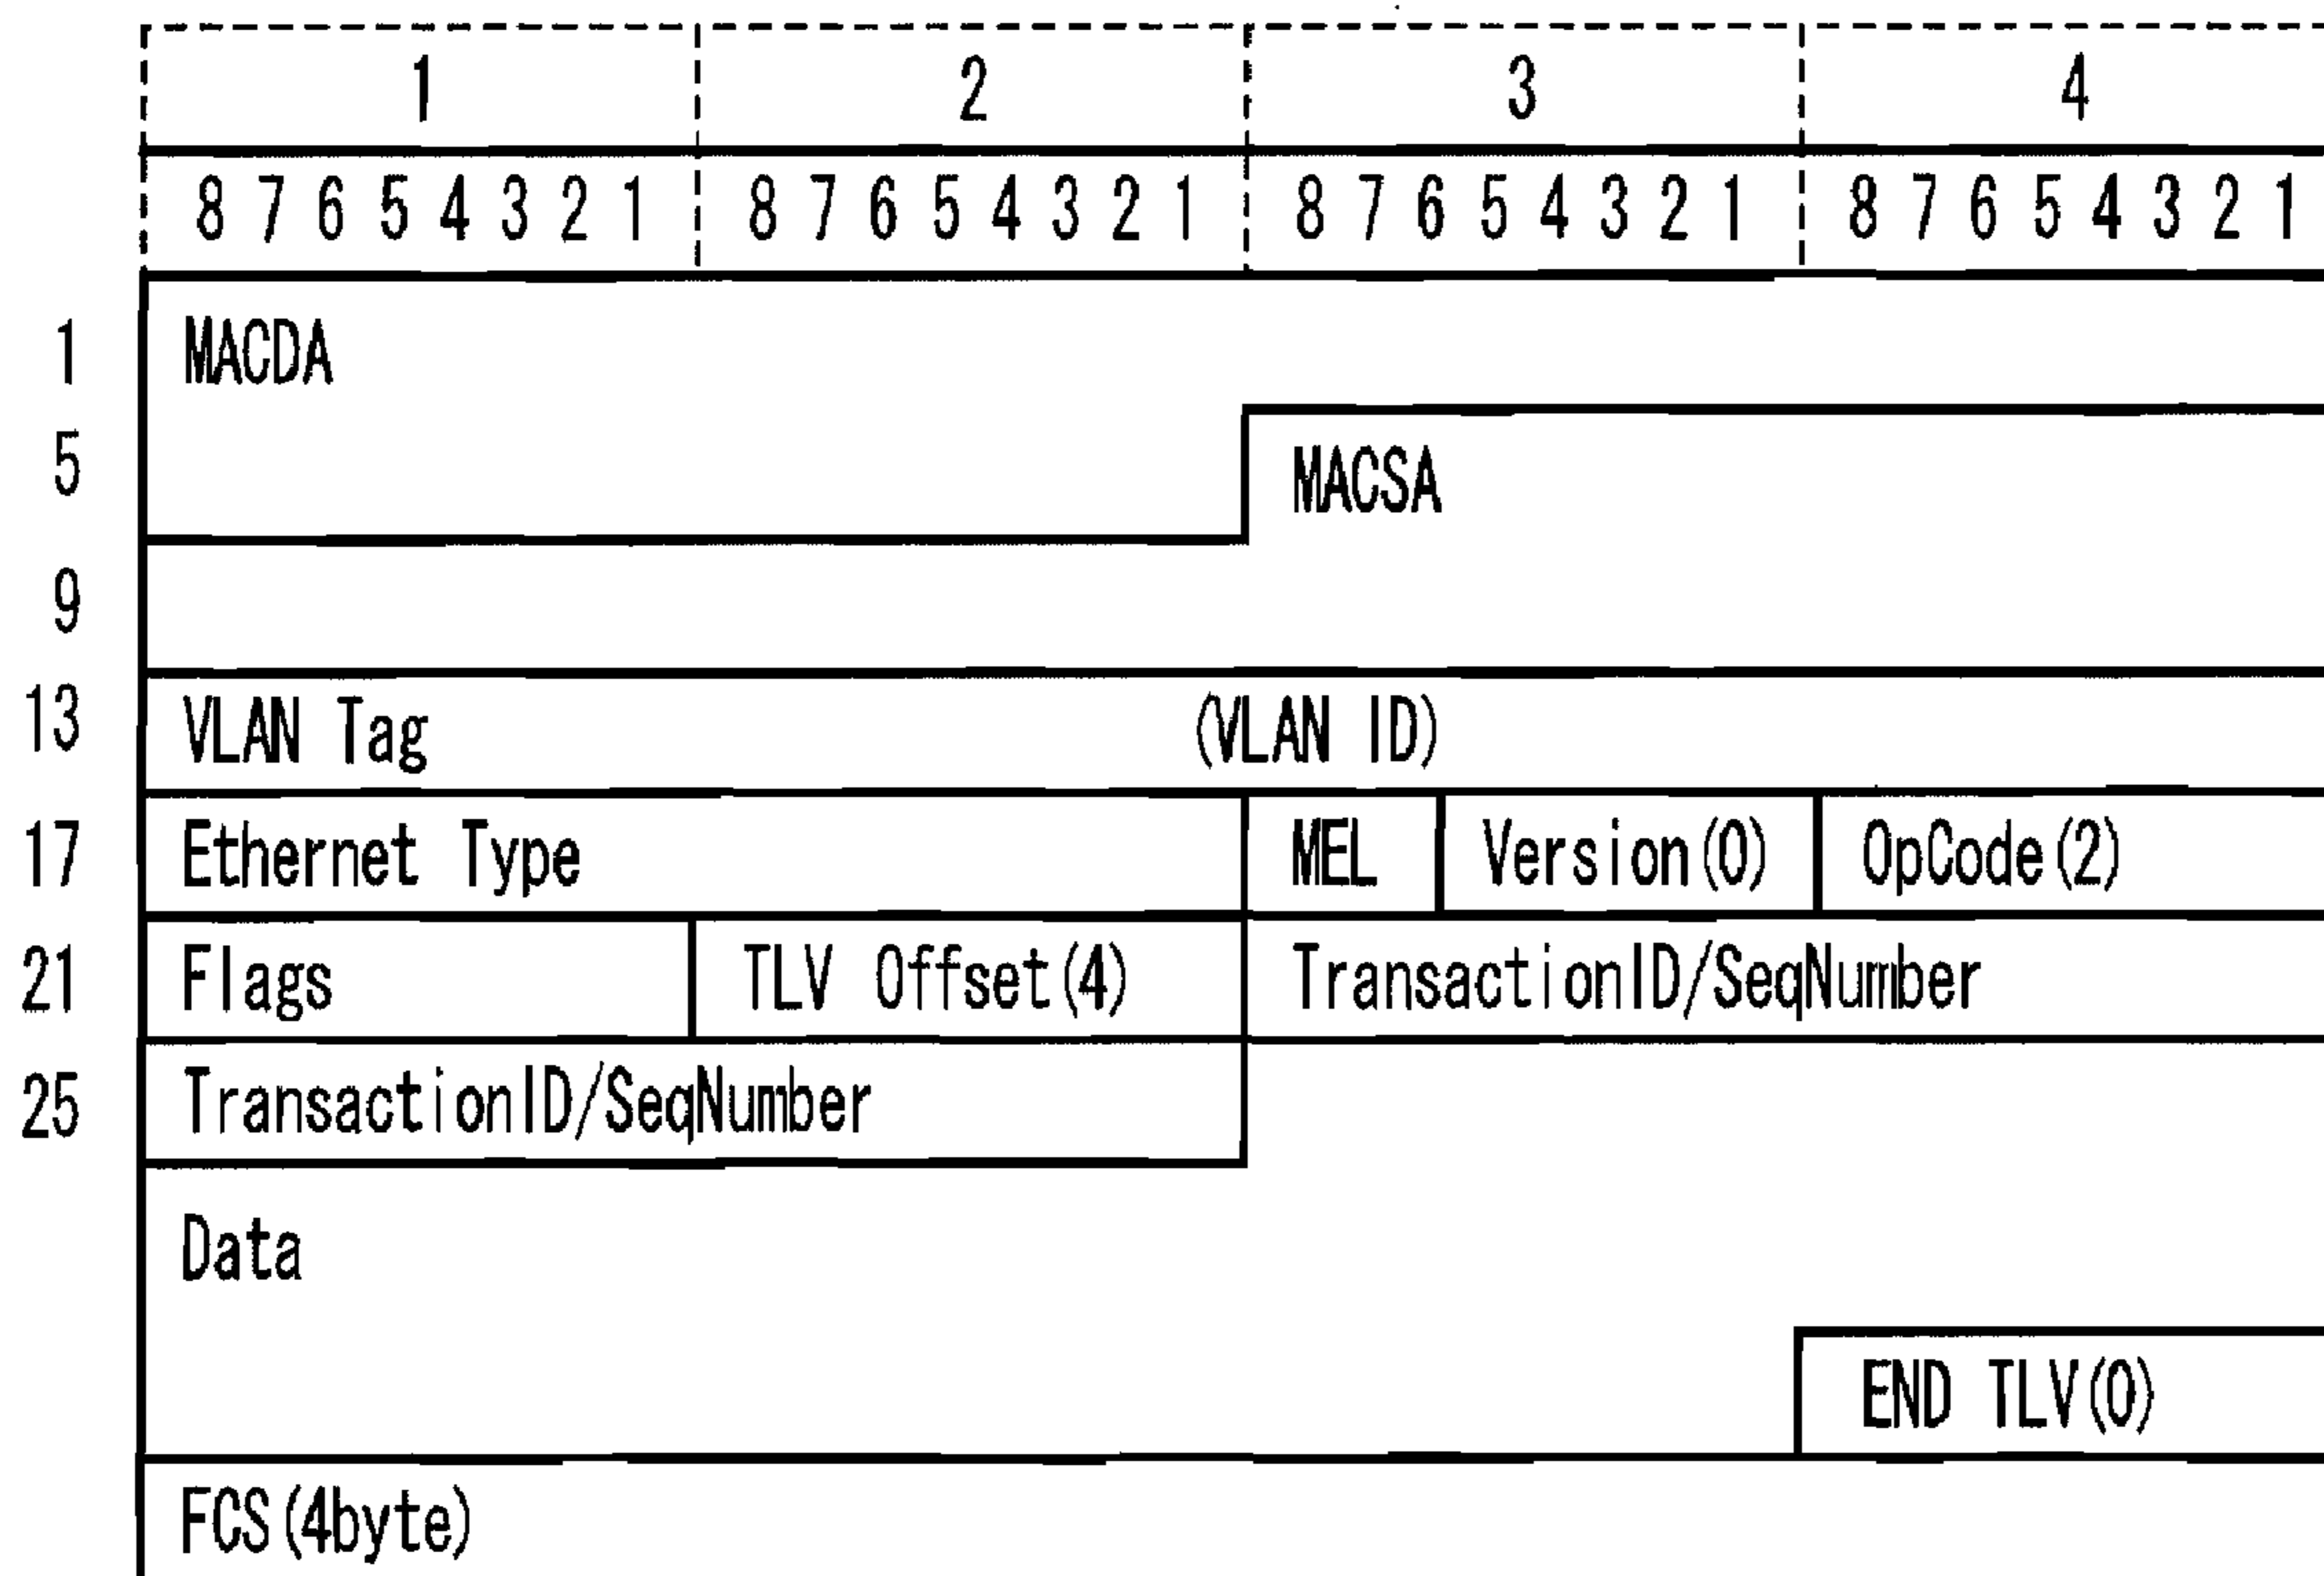 1 2 3 4
8 7 6 5 4 3 2 1 8 7 6 5 4 3 2 1 8 7 6 5 4 3 2 1 8 7 6 5 4 3 2 1
1 MACDA
5 MACSA
9
13 VLAN Tag (VLAN ID)
17 Ethernet Type MEL Version(0) OpCode(2)
21 Flags TLV Offset(4) TransactionID/SeqNumber
25 TransactionID/SeqNumber
Data
END TLV(0)
FCS(4byte)